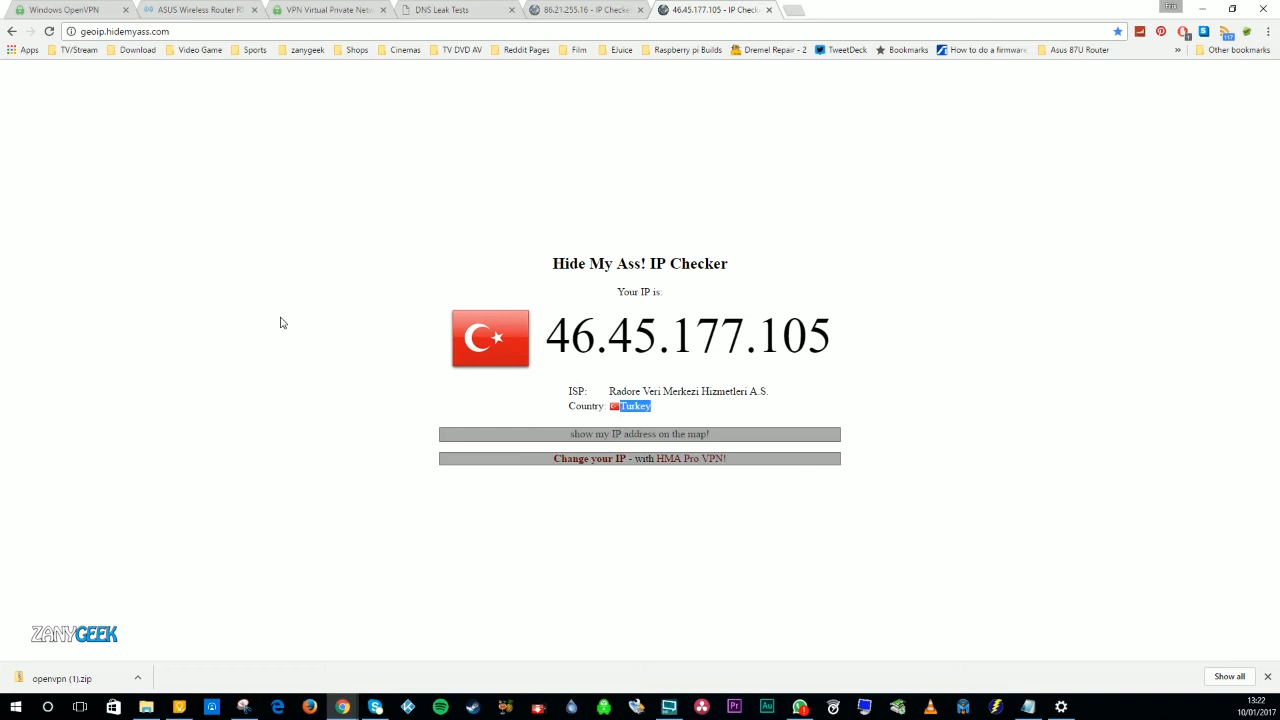 Windows OpenVPN
ASUS Wireless Router R
VPN Virtual Private Netw
DNS Leak Tests
86.21.255.16 - IP Checke
46.45.177.105 - IP Check
geoip.hidemyass.com
Apps
TV/Stream
Download
Video Game
Sports
zanygeek
Shops
Cinemas
TV DVD AV
Reddit Pages
Film
EJuice
Raspberry pi Builds
Dremel Repair - 2
TweetDeck
Bookmarks
How to do a firmware
Asus 87U Router
»
Other bookmarks
Hide My Ass! IP Checker
Your IP is:
46.45.177.105
ISP: Radore Veri Merkezi Hizmetleri A.S.
Country: Turkey
show my IP address on the map!
Change your IP - with HMA Pro VPN!
ZANYGEEK
openvpn (1).zip
Show all
13:22
10/01/2017